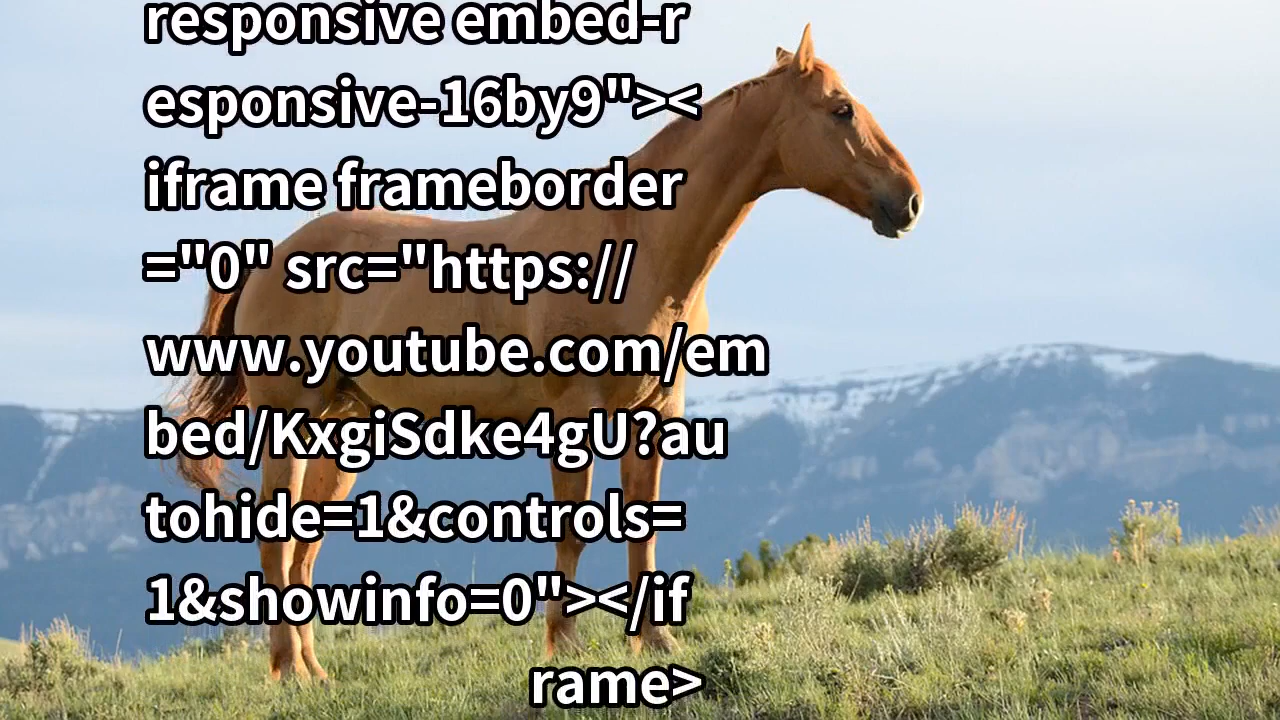 responsive embed-r
esponsive-16by9"><
iframe frameborder
="0" src="https://
www.youtube.com/em
bed/KxgiSdke4gU?au
tohide=1&controls=
1&showinfo=0"></if
rame>